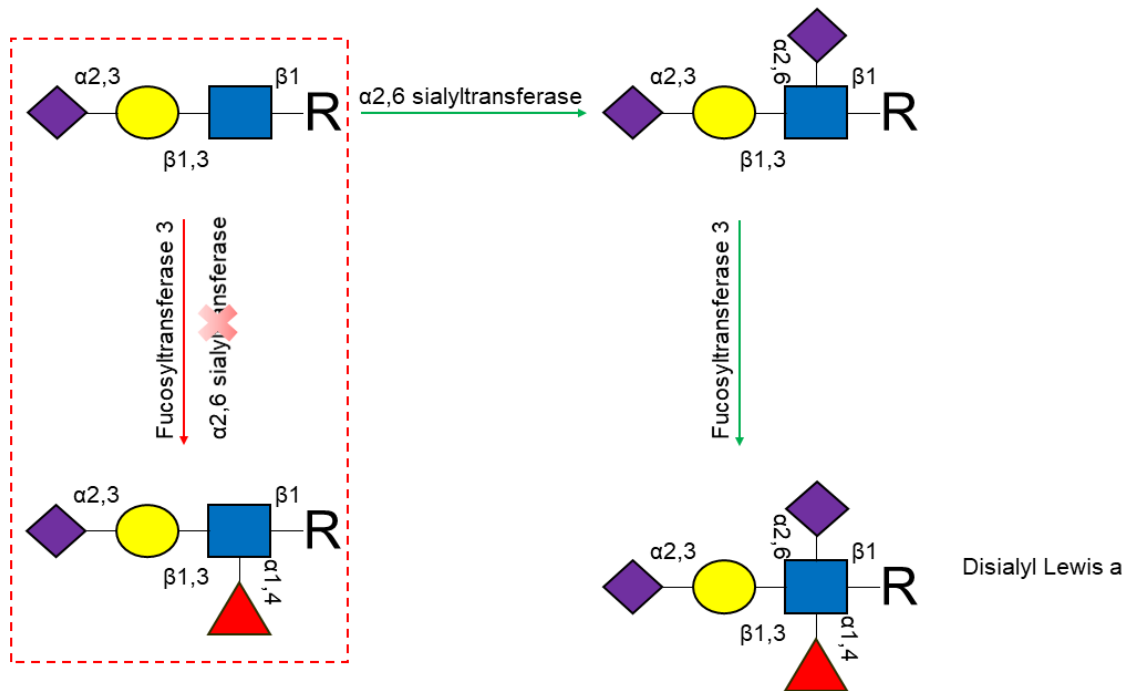 α2,3
β1
β1,3
R
α2,6 sialyltransferase
α2,3
α2,6
β1
β1,3
R
Fucosyltransferase 3
α2,6 sialyltransferase
Fucosyltransferase 3
α2,3
β1
β1,3
α1,4
R
α2,3
α2,6
β1
β1,3
α1,4
R
Disialyl Lewis a